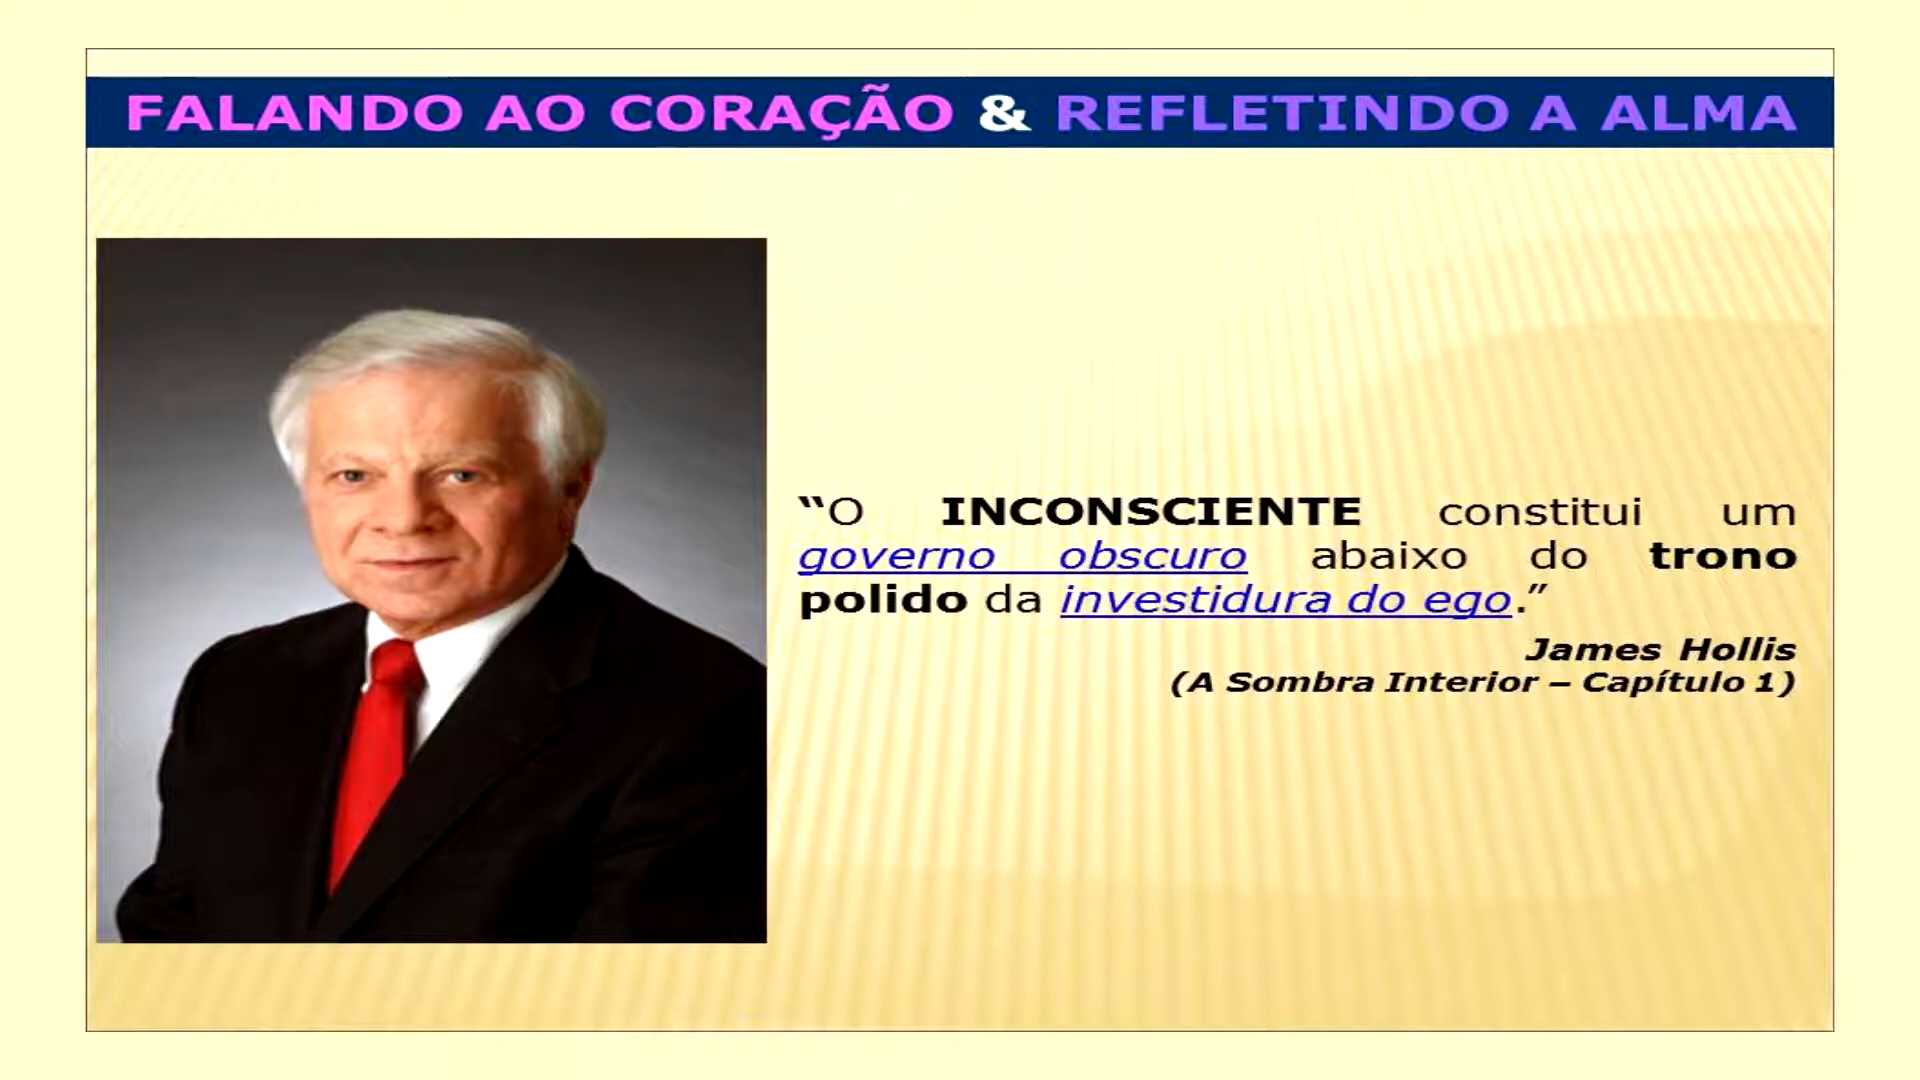 FALANDO AO CORAÇÃO & REFLETINDO A ALMA
“O INCONSCIENTE constitui um
governo obscuro abaixo do trono
polido da investidura do ego.”
James Hollis
(A Sombra Interior – Capítulo 1)